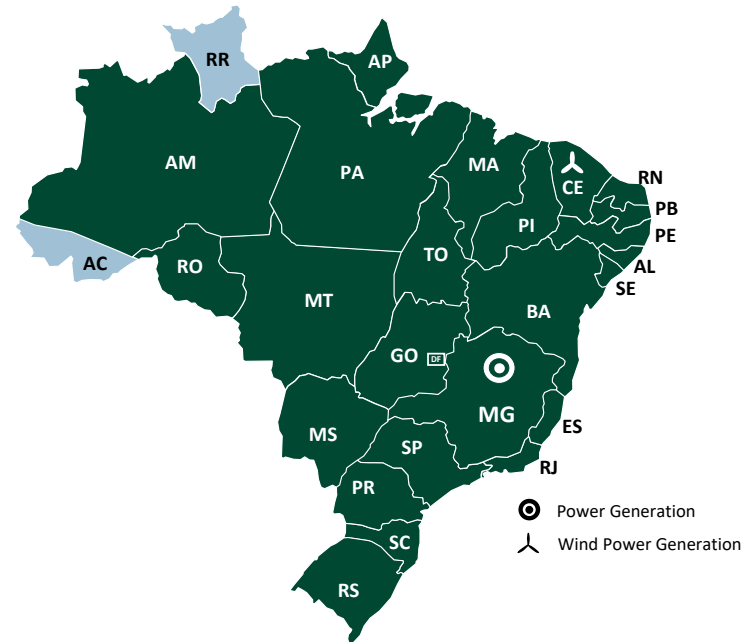 RR
AP
AM
PA
MA
CE
RN
PB
PI
PE
AC
RO
TO
AL
SE
MT
BA
GO
DF
MG
ES
MS
SP
RJ
PR
SC
RS
Power Generation
Wind Power Generation